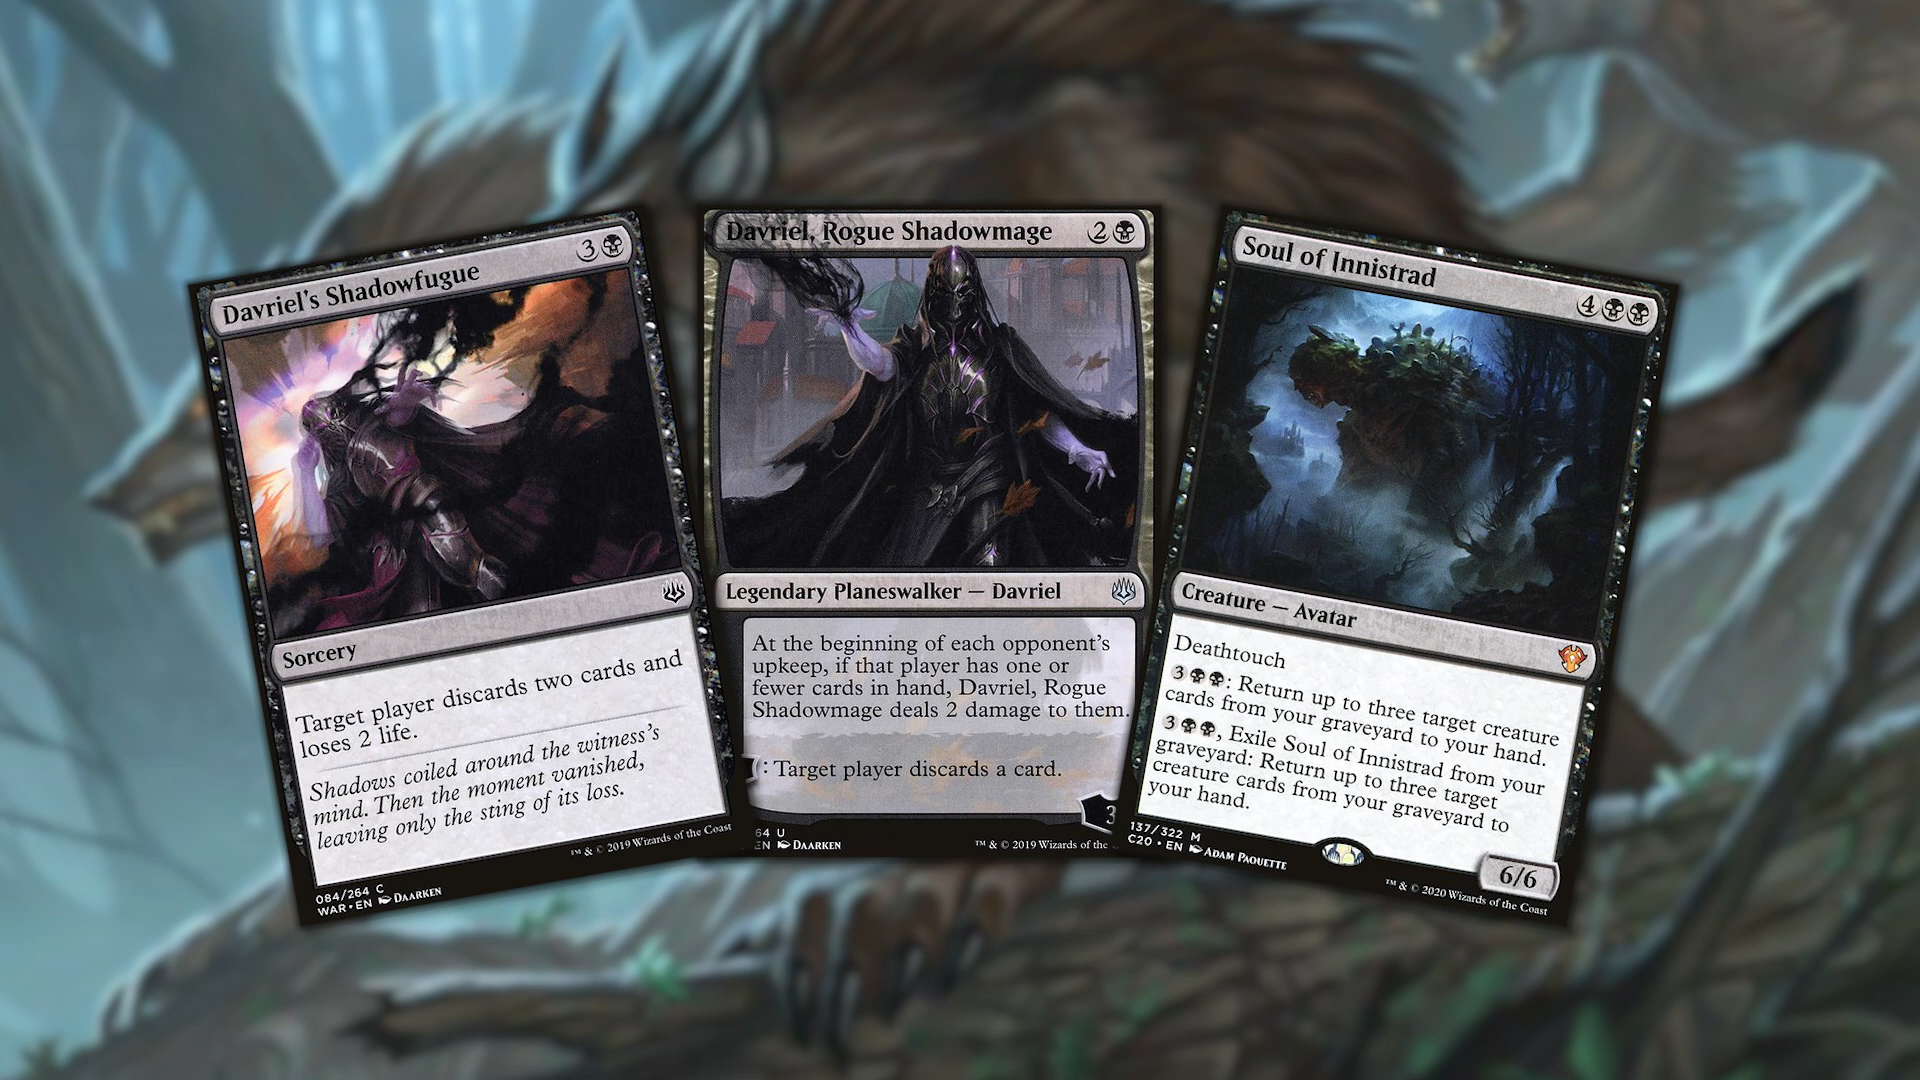 Davriel's Shadowfugue
3
Sorcery
Target player discards two cards and
loses 2 life.
Shadows coiled around the witness's
mind. Then the moment vanished,
leaving only the sting of its loss.
™ & © 2019 Wizards of the Coast
084/264 C
WAR • EN DAARKEN
Davriel, Rogue Shadowmage
2
Legendary Planeswalker — Davriel
At the beginning of each opponent's
upkeep, if that player has one or
fewer cards in hand, Davriel, Rogue
Shadowmage deals 2 damage to them.
: Target player discards a card.
3
64 U
EN DAARKEN
™ & © 2019 Wizards of the
Soul of Innistrad
4
Creature — Avatar
Deathtouch
3: Return up to three target creature
cards from your graveyard to your hand.
3, Exile Soul of Innistrad from your
graveyard: Return up to three target
creature cards from your graveyard to
your hand.
137/322 M
C20 • EN ADAM PAQUETTE
6/6
™ & © 2020 Wizards of the Coast